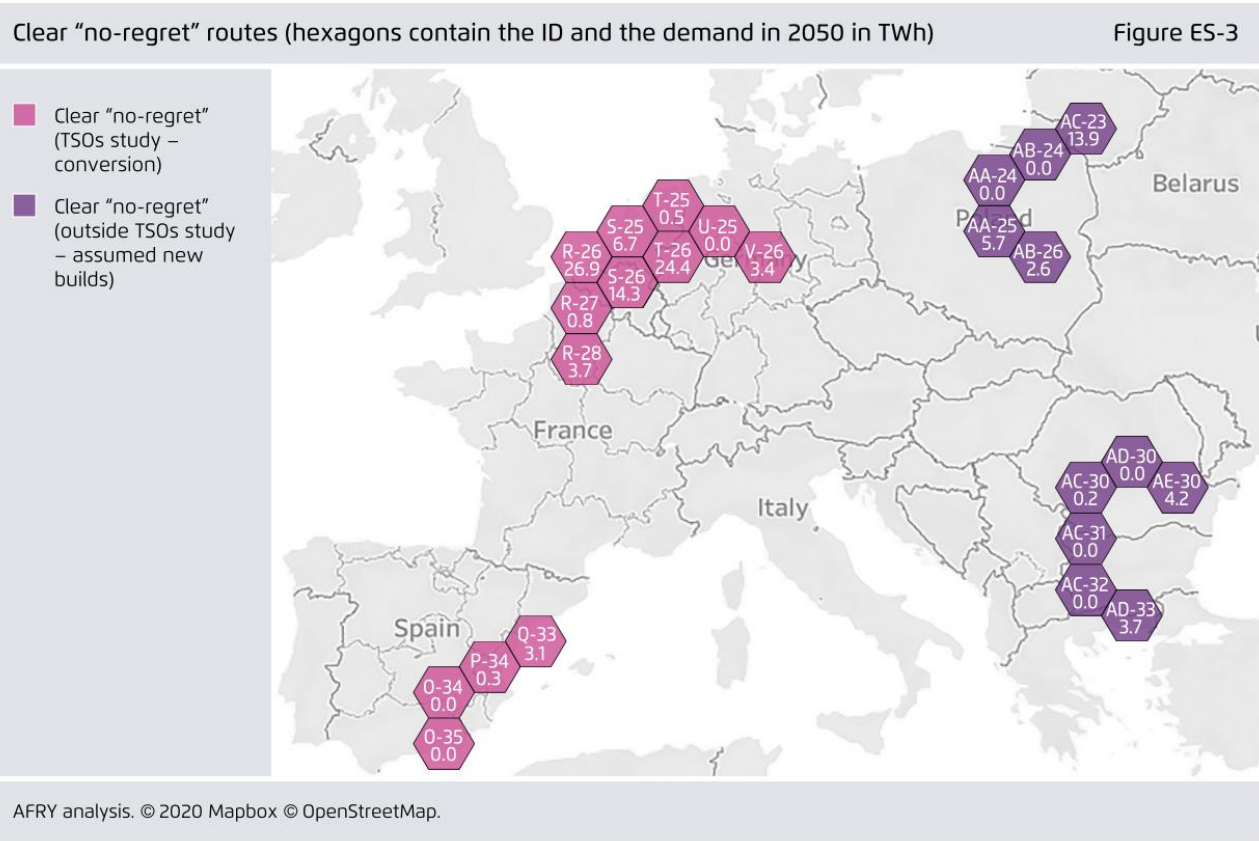 Clear “no-regret” routes (hexagons contain the ID and the demand in 2050 in TWh)
Figure ES-3
Clear “no-regret”
(TSOs study –
conversion)
Clear “no-regret”
(outside TSOs study
– assumed new
builds)
AC-23
13.9
AB-24
0.0
AA-24
0.0
Belarus
Poland
AA-25
5.7
AB-26
2.6
T-25
0.5
S-25
6.7
U-25
0.0
R-26
26.9
T-26
24.4
Germany
V-26
3.4
S-26
14.3
R-27
0.8
R-28
3.7
France
Italy
AD-30
0.0
AC-30
0.2
AE-30
4.2
AC-31
0.0
AC-32
0.0
AD-33
3.7
Spain
Q-33
3.1
P-34
0.3
O-34
0.0
O-35
0.0
AFRY analysis. © 2020 Mapbox © OpenStreetMap.